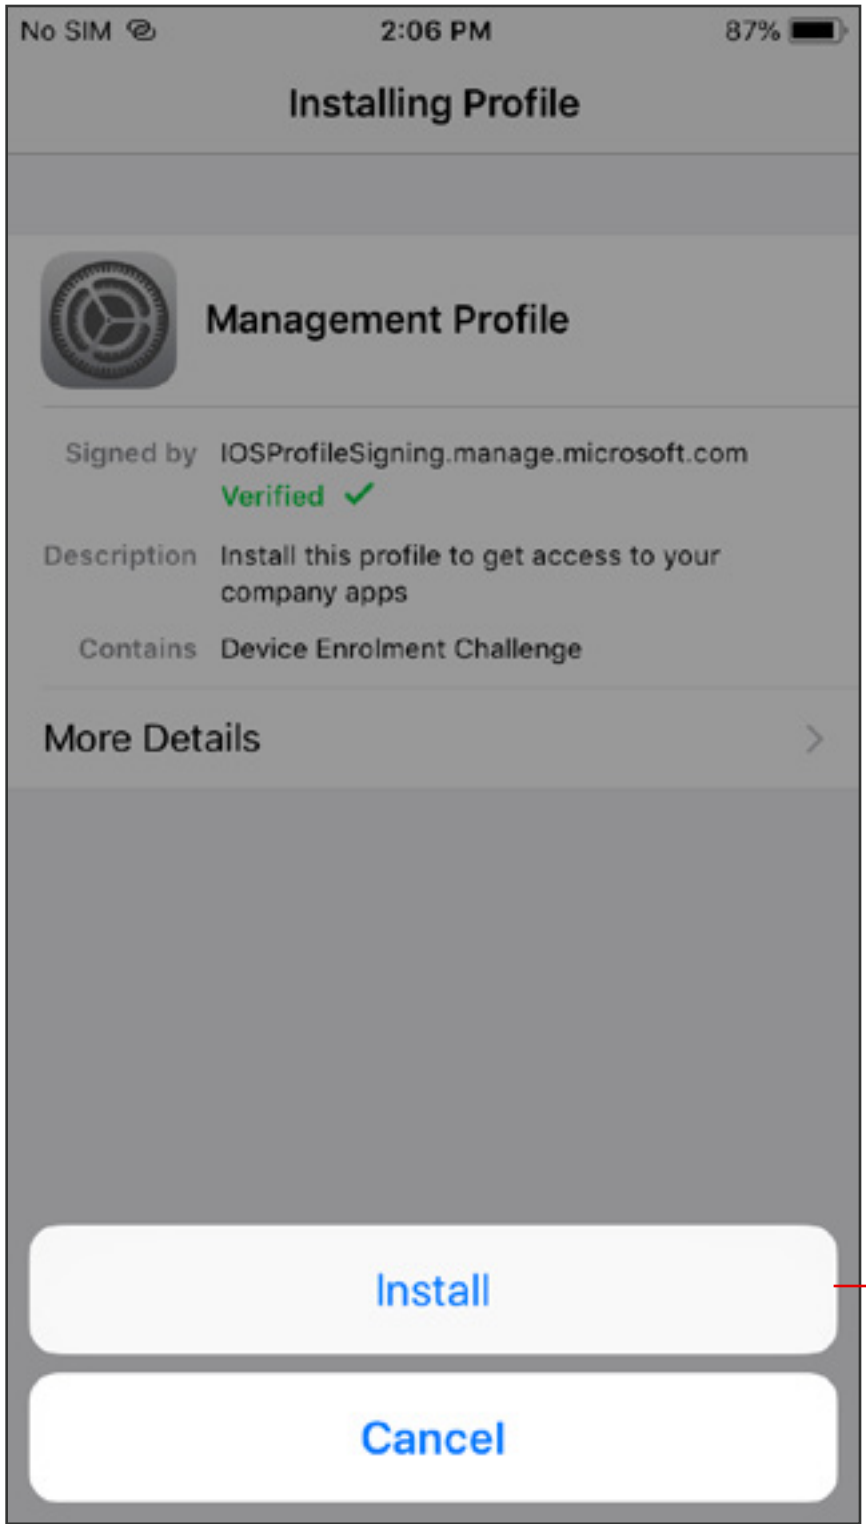 No SIM 2:06 PM 87%
Installing Profile
Management Profile
Signed by IOSProfileSigning.manage.microsoft.com
Verified ✓
Description Install this profile to get access to your
company apps
Contains Device Enrolment Challenge
More Details
Install
Cancel